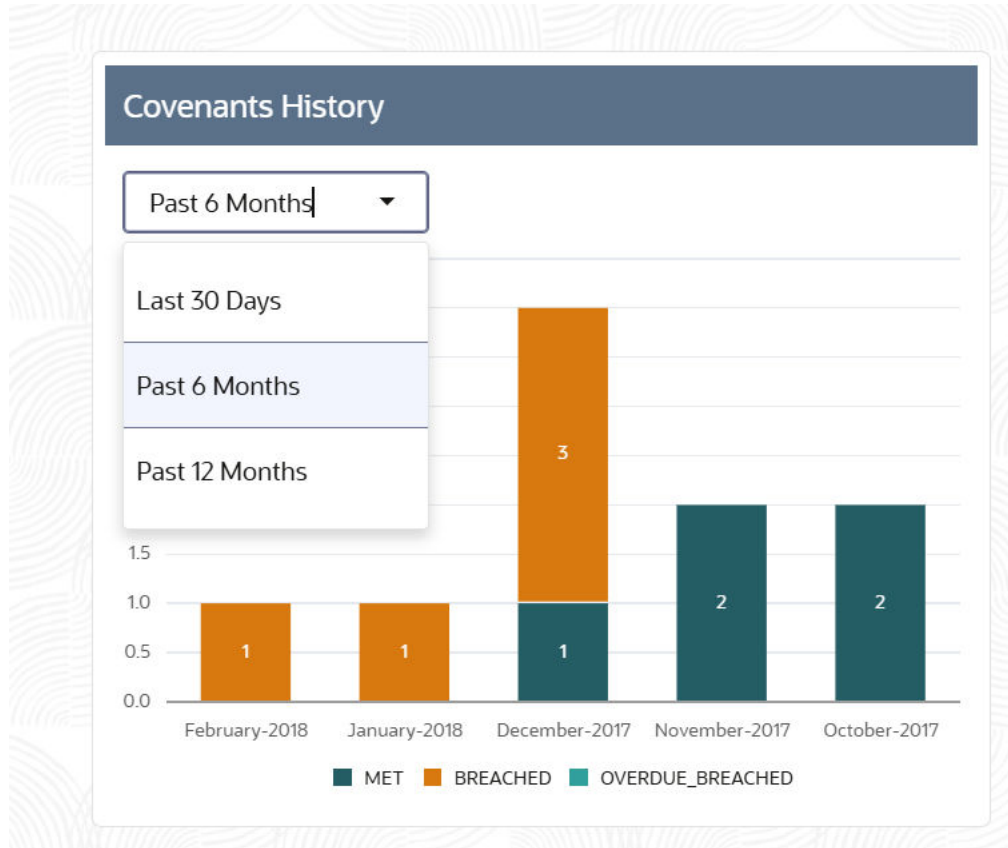 Covenants History
Past 6 Months
Last 30 Days
Past 6 Months
Past 12 Months
3
1.5
1.0
2
2
0.5
1
1
1
0.0
February-2018 January-2018 December-2017 November-2017 October-2017
MET BREACHED OVERDUE_BREACHED